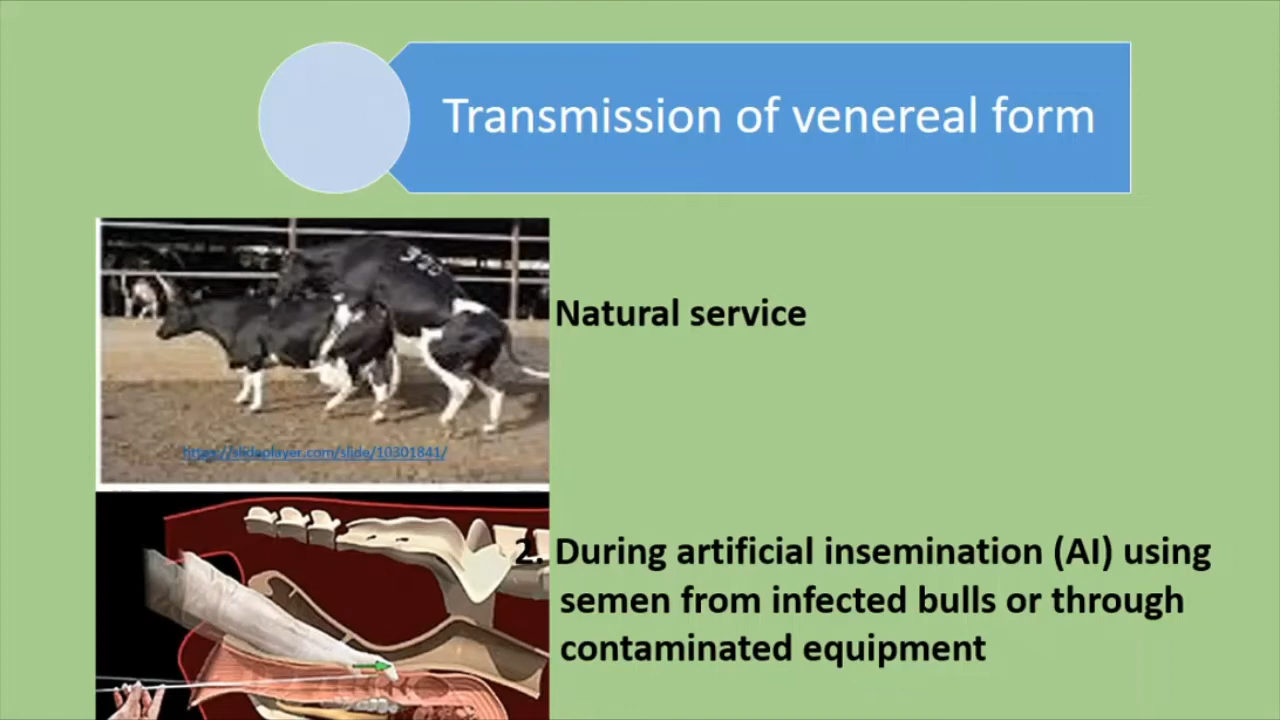 Transmission of venereal form
Natural service
https://slideplayer.com/slide/10301841/
2. During artificial insemination (AI) using
semen from infected bulls or through
contaminated equipment